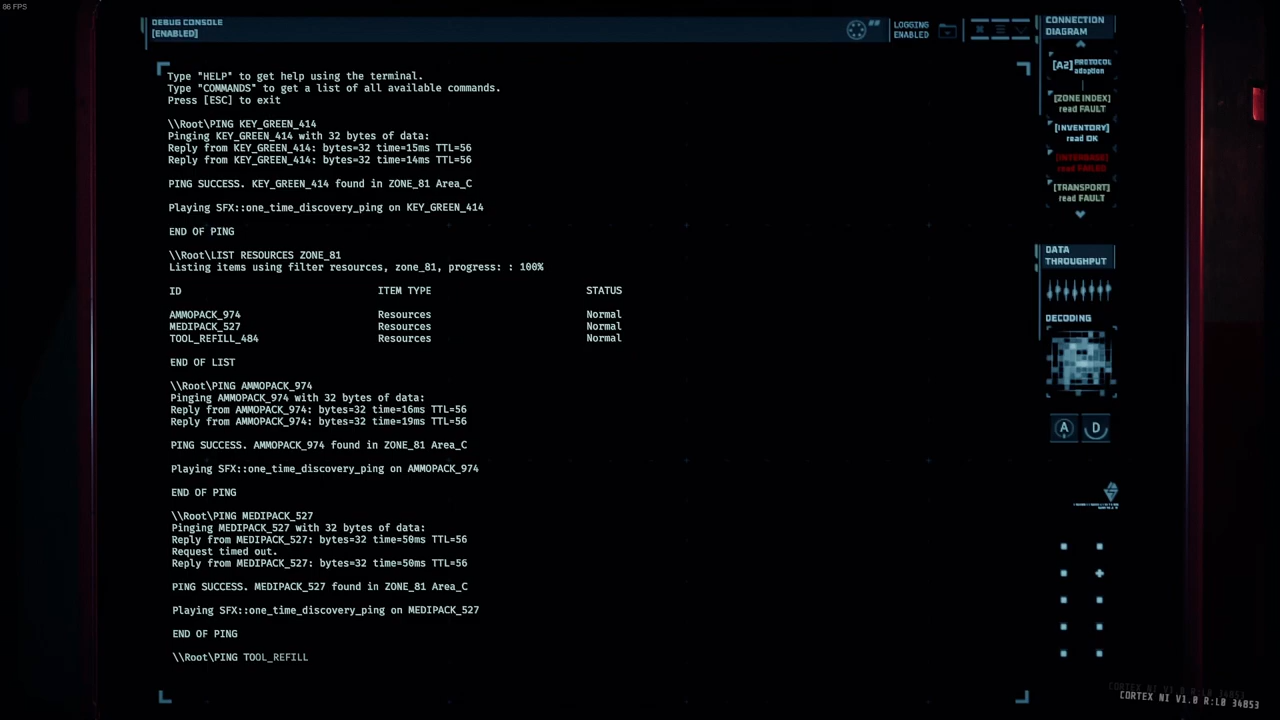 86 FPS
DEBUG CONSOLE
[ENABLED]
LOGGING
ENABLED
Type "HELP" to get help using the terminal.
Type "COMMANDS" to get a list of all available commands.
Press [ESC] to exit
\\Root\PING KEY_GREEN_414
Pinging KEY_GREEN_414 with 32 bytes of data:
Reply from KEY_GREEN_414: bytes=32 time=15ms TTL=56
Reply from KEY_GREEN_414: bytes=32 time=14ms TTL=56
PING SUCCESS. KEY_GREEN_414 found in ZONE_81 Area_C
Playing SFX::one_time_discovery_ping on KEY_GREEN_414
END OF PING
\\Root\LIST RESOURCES ZONE_81
Listing items using filter resources, zone_81, progress: : 100%
ID ITEM TYPE STATUS
AMMOPACK_974 Resources Normal
MEDIPACK_527 Resources Normal
TOOL_REFILL_484 Resources Normal
END OF LIST
\\Root\PING AMMOPACK_974
Pinging AMMOPACK_974 with 32 bytes of data:
Reply from AMMOPACK_974: bytes=32 time=16ms TTL=56
Reply from AMMOPACK_974: bytes=32 time=19ms TTL=56
PING SUCCESS. AMMOPACK_974 found in ZONE_81 Area_C
Playing SFX::one_time_discovery_ping on AMMOPACK_974
END OF PING
\\Root\PING MEDIPACK_527
Pinging MEDIPACK_527 with 32 bytes of data:
Reply from MEDIPACK_527: bytes=32 time=50ms TTL=56
Request timed out.
Reply from MEDIPACK_527: bytes=32 time=50ms TTL=56
PING SUCCESS. MEDIPACK_527 found in ZONE_81 Area_C
Playing SFX::one_time_discovery_ping on MEDIPACK_527
END OF PING
\\Root\PING TOOL_REFILL
CONNECTION
DIAGRAM
[A2] PROTOCOL
adoption
[ZONE INDEX]
read FAULT
[INVENTORY]
read OK
read FAILED
[TRANSPORT]
read FAULT
DATA
THROUGHPUT
DECODING
A D
CORTEX NI V1.0 R:L0 34853